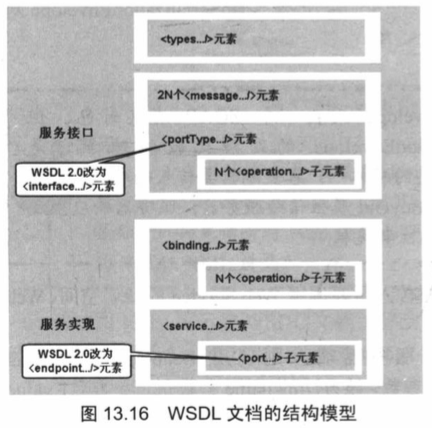 <types.../>元素
2N个<message.../>元素
服务接口
<portType.../>元素
WSDL 2.0改为
<interface.../>元素
N个<operation.../>子元素
<binding.../>元素
N个<operation.../>子元素
服务实现
<service.../>元素
WSDL 2.0改为
<endpoint.../>元素
<port.../>子元素
图 13.16 WSDL 文档的结构模型